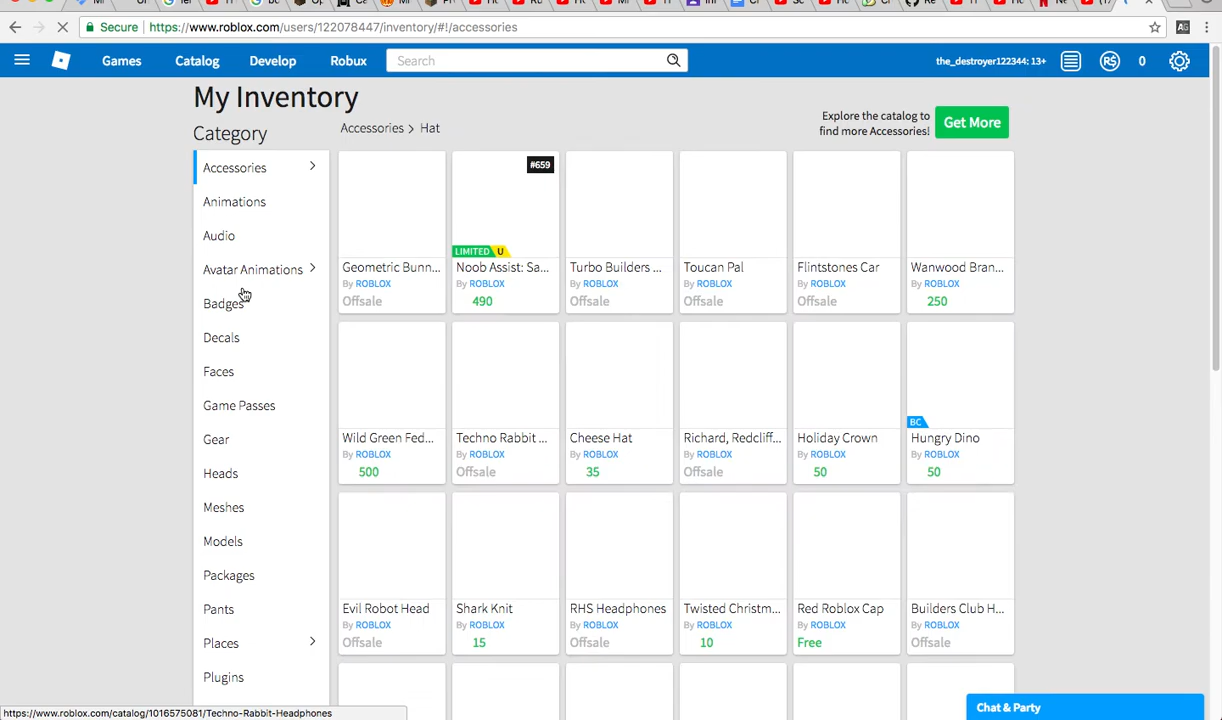 Secure https://www.roblox.com/users/122078447/inventory/#!/accessories
Games Catalog Develop Robux Search the_destroyer122344: 13+ R$ 0
My Inventory
Category
Accessories > Hat
Explore the catalog to
find more Accessories!
Get More
Accessories
Animations
Audio
Avatar Animations
Badges
Decals
Faces
Game Passes
Gear
Heads
Meshes
Models
Packages
Pants
Places
Plugins
#659
LIMITED U
Geometric Bunn... Noob Assist: Sa... Turbo Builders ... Toucan Pal Flintstones Car Wanwood Bran...
By ROBLOX By ROBLOX By ROBLOX By ROBLOX By ROBLOX By ROBLOX
Offsale 490 Offsale Offsale Offsale 250
BC
Wild Green Fed... Techno Rabbit ... Cheese Hat Richard, Redcliff... Holiday Crown Hungry Dino
By ROBLOX By ROBLOX By ROBLOX By ROBLOX By ROBLOX By ROBLOX
500 Offsale 35 Offsale 50 50
Evil Robot Head Shark Knit RHS Headphones Twisted Christm... Red Roblox Cap Builders Club H...
By ROBLOX By ROBLOX By ROBLOX By ROBLOX By ROBLOX By ROBLOX
Offsale 15 Offsale 10 Free Offsale
Chat & Party
https://www.roblox.com/catalog/1016575081/Techno-Rabbit-Headphones